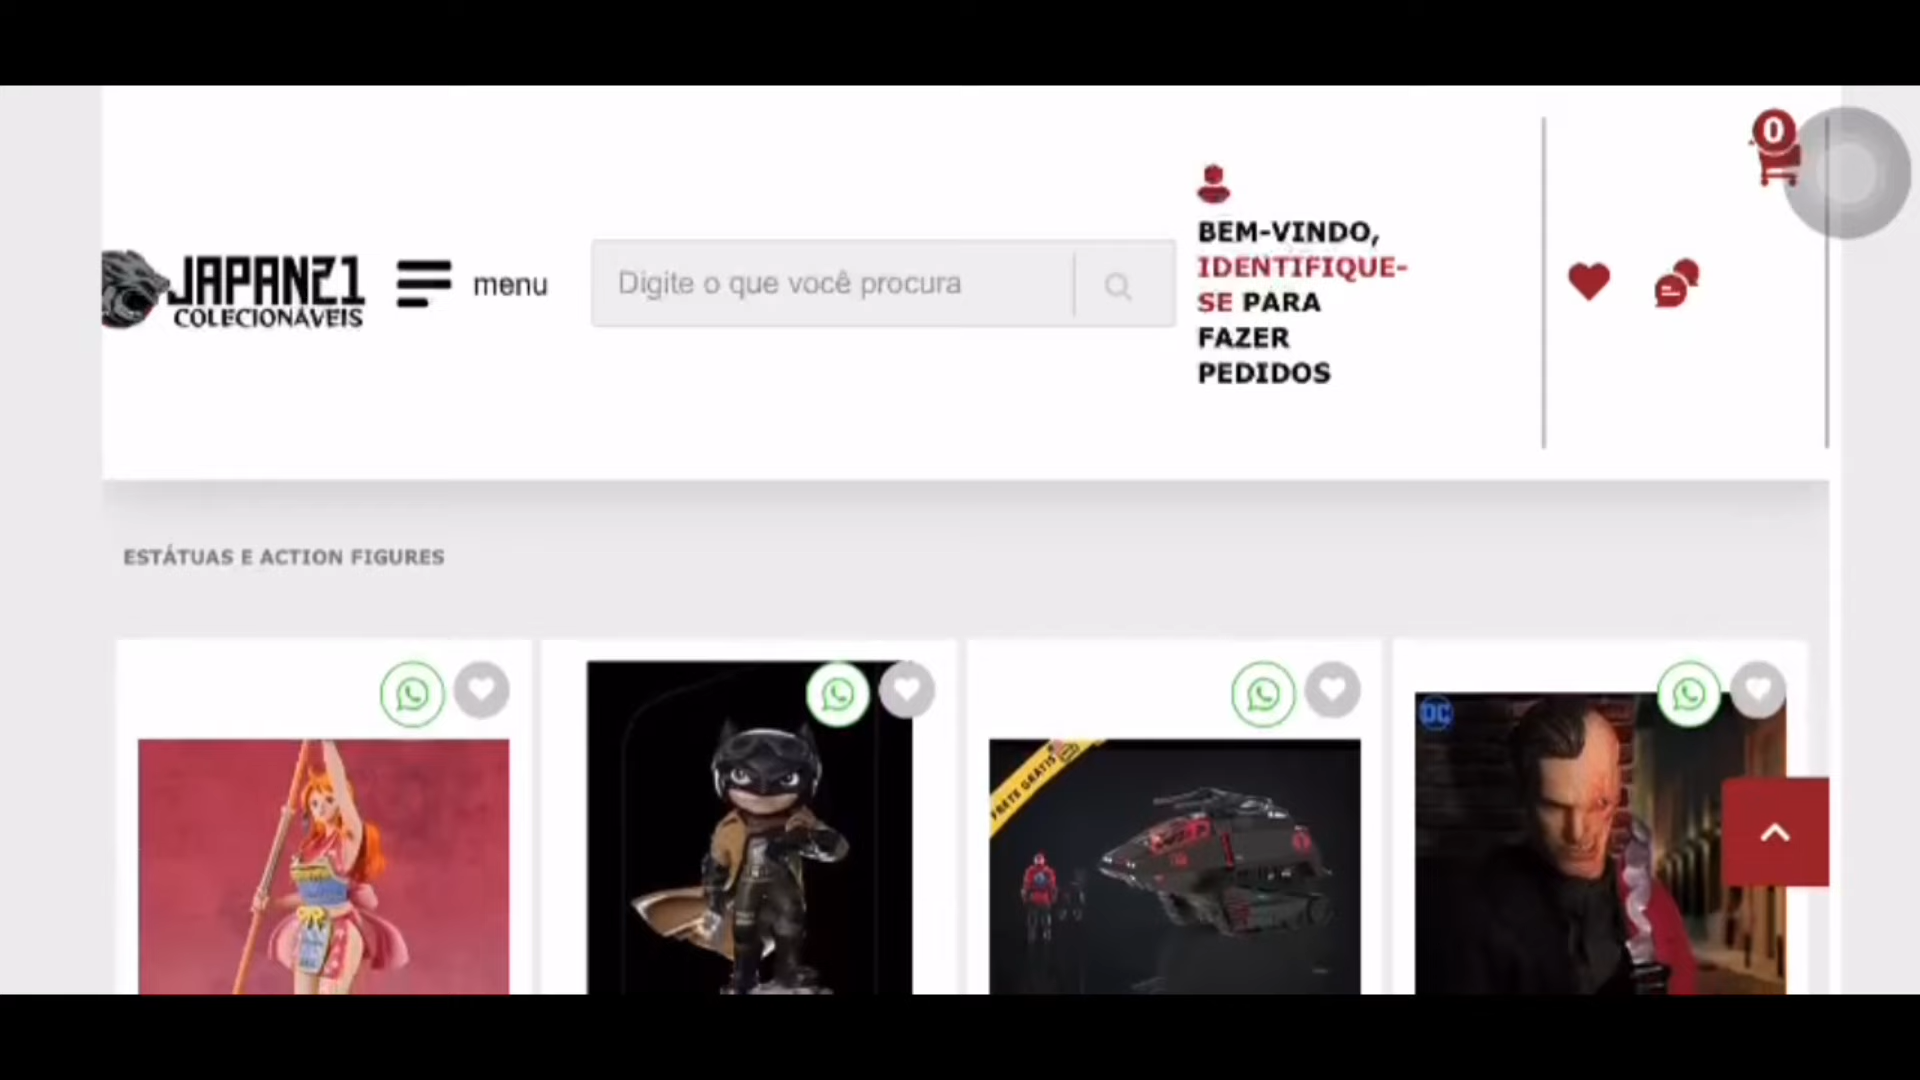 0
BEM-VINDO,
IDENTIFIQUE-
SE PARA
FAZER
PEDIDOS
JAPANZ1
COLECIONÁVEIS
menu
Digite o que você procura
ESTÁTUAS E ACTION FIGURES
DC
FRETE GRÁTIS